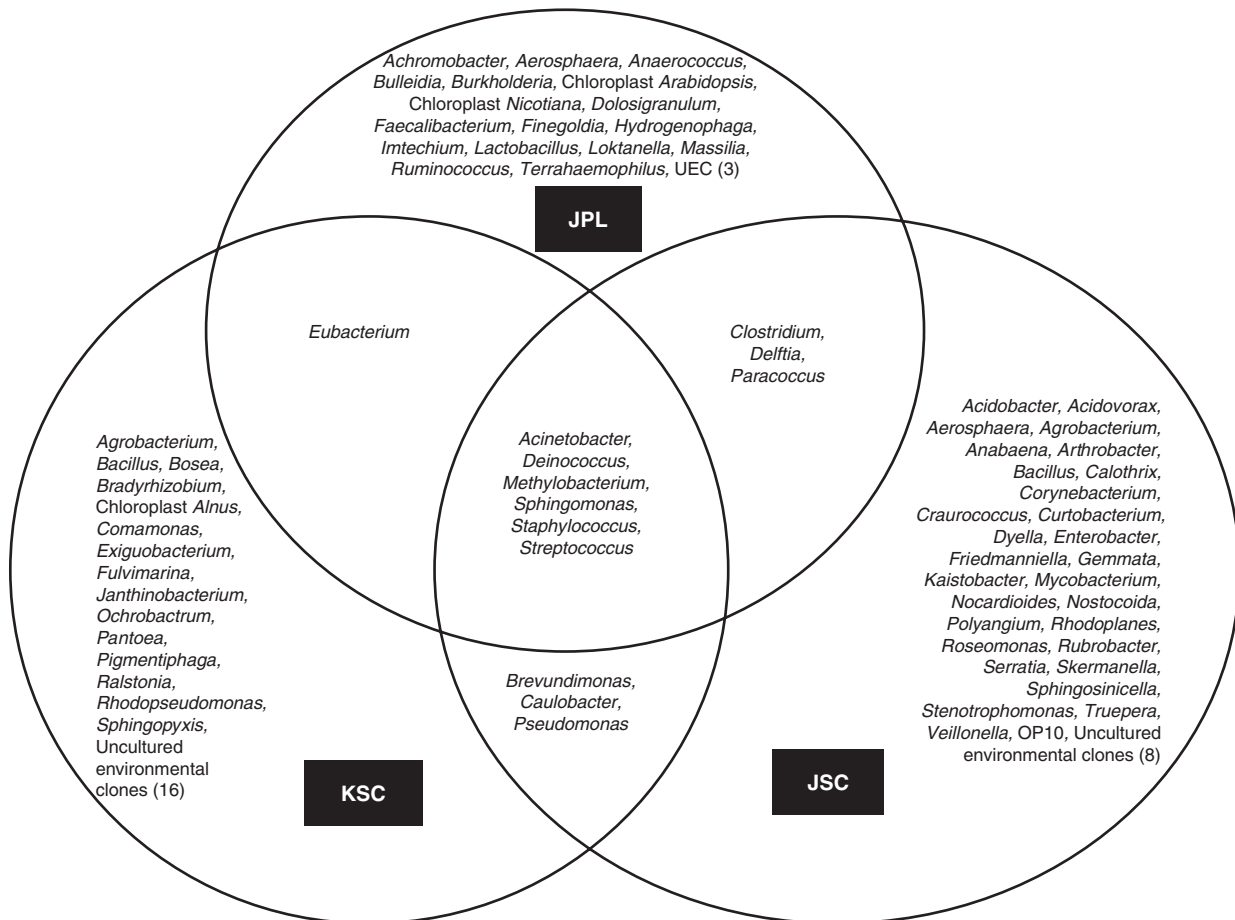 Achromobacter, Aerosphaera, Anaerococcus,
Bulleidia, Burkholderia, Chloroplast Arabidopsis,
Chloroplast Nicotiana, Dolosigranulum,
Faecalibacterium, Finegoldia, Hydrogenophaga,
Imtechium, Lactobacillus, Loktanella, Massilia,
Ruminococcus, Terrahaemophilus, UEC (3)
JPL
Eubacterium
Clostridium,
Delftia,
Paracoccus
Agrobacterium,
Bacillus, Bosea,
Bradyrhizobium,
Chloroplast Alnus,
Comamonas,
Exiguobacterium,
Fulvimarina,
Janthinobacterium,
Ochrobactrum,
Pantoea,
Pigmentiphaga,
Ralstonia,
Rhodopseudomonas,
Sphingopyxis,
Uncultured
environmental
clones (16)
Acinetobacter,
Deinococcus,
Methylobacterium,
Sphingomonas,
Staphylococcus,
Streptococcus
Acidobacter, Acidovorax,
Aerosphaera, Agrobacterium,
Anabaena, Arthrobacter,
Bacillus, Calothrix,
Corynebacterium,
Craurococcus, Curtobacterium,
Dyella, Enterobacter,
Friedmanniella, Gemmata,
Kaistobacter, Mycobacterium,
Nocardioides, Nostocoida,
Polyangium, Rhodoplanes,
Roseomonas, Rubrobacter,
Serratia, Skermanella,
Sphingosinicella,
Stenotrophomonas, Truepera,
Veillonella, OP10, Uncultured
environmental clones (8)
Brevundimonas,
Caulobacter,
Pseudomonas
KSC
JSC